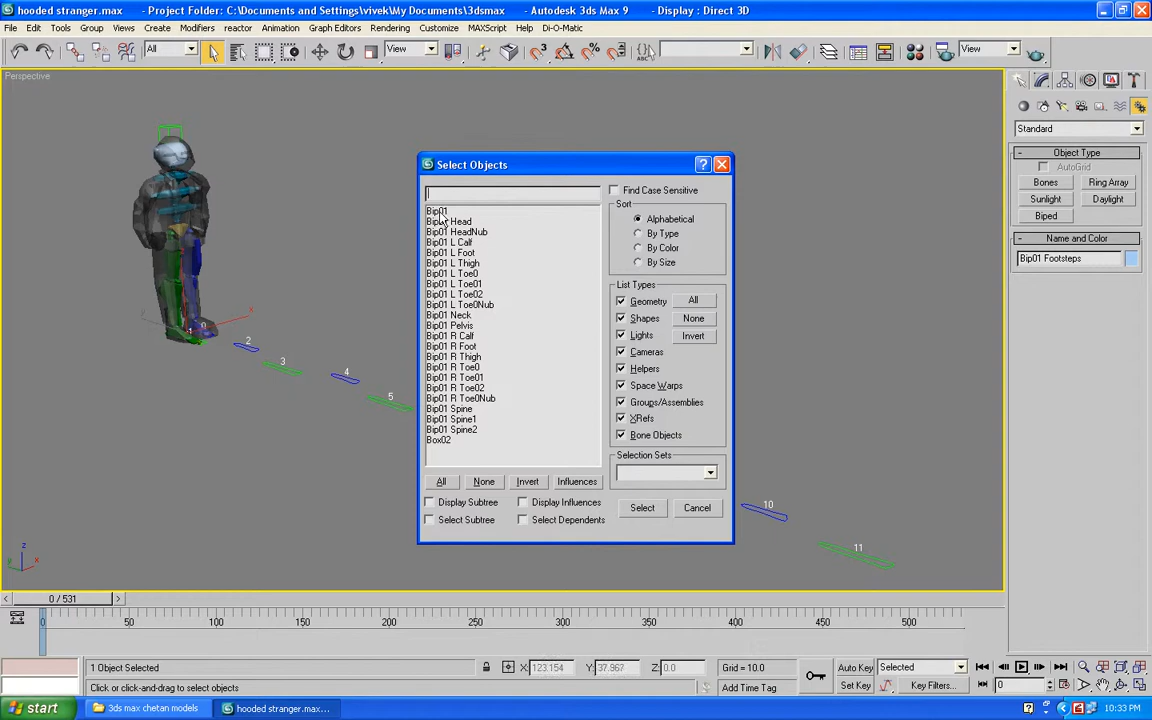 hooded stranger.max - Project Folder: C:\Documents and Settings\vivek\My Documents\3dsmax - Autodesk 3ds Max 9 - Display : Direct 3D
File Edit Tools Group Views Create Modifiers reactor Animation Graph Editors Rendering Customize MAXScript Help Di-O-Matic
All View View
Perspective
Select Objects
Find Case Sensitive
Sort
Alphabetical
By Type
By Color
By Size
List Types:
Geometry All
Shapes None
Lights Invert
Cameras
Helpers
Space Warps
Groups/Assemblies
XRefs
Bone Objects
Selection Sets
Bip01
Bip01 Head
Bip01 HeadNub
Bip01 L Calf
Bip01 L Foot
Bip01 L Thigh
Bip01 L Toe0
Bip01 L Toe01
Bip01 L Toe02
Bip01 L Toe0Nub
Bip01 Neck
Bip01 Pelvis
Bip01 R Calf
Bip01 R Foot
Bip01 R Thigh
Bip01 R Toe0
Bip01 R Toe01
Bip01 R Toe02
Bip01 R Toe0Nub
Bip01 Spine
Bip01 Spine1
Bip01 Spine2
Box02
All None Invert Influences
Display Subtree Display Influences
Select Subtree Select Dependents
Select Cancel
Standard
Object Type
AutoGrid
Bones Ring Array
Sunlight Daylight
Biped
Name and Color
Bip01 Footsteps
x
y
2
3
4
5
10
11
z
y
x
0 / 531
0 50 100 150 200 250 300 350 400 450 500
1 Object Selected X: 123.154 Y: 37.967 Z: 0.0 Grid = 10.0 Auto Key Selected
Click or click-and-drag to select objects Add Time Tag Set Key Key Filters... 0
start 3ds max chetan models hooded stranger.max... 10:33 PM